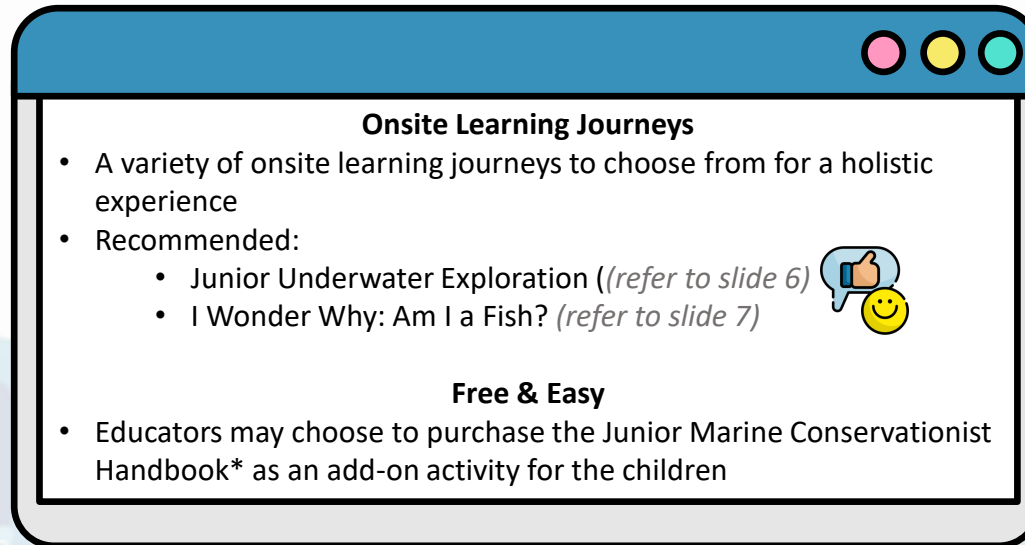 Onsite Learning Journeys
• A variety of onsite learning journeys to choose from for a holistic
experience
• Recommended:
• Junior Underwater Exploration ((refer to slide 6)
• I Wonder Why: Am I a Fish? (refer to slide 7)
Free & Easy
• Educators may choose to purchase the Junior Marine Conservationist
Handbook* as an add-on activity for the children